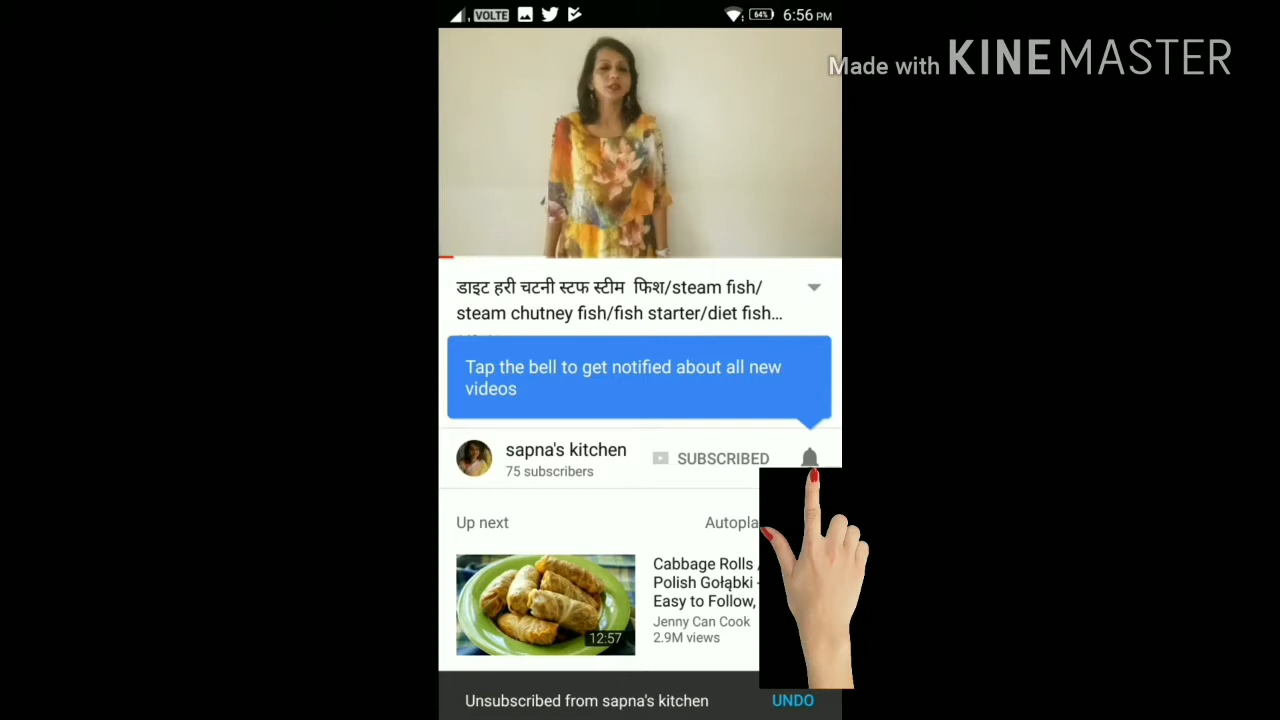 VOLTE
64%
6:56 PM
Made with KINEMASTER
डाइट हरी चटनी स्टफ स्टीम फिश/steam fish/
steam chutney fish/fish starter/diet fish...
Tap the bell to get notified about all new
videos
sapna's kitchen
SUBSCRIBED
75 subscribers
Up next
12:57
Cabbage Rolls
Polish Gołąbki -
Easy to Follow,
Jenny Can Cook
2.9M views
Unsubscribed from sapna's kitchen
UNDO